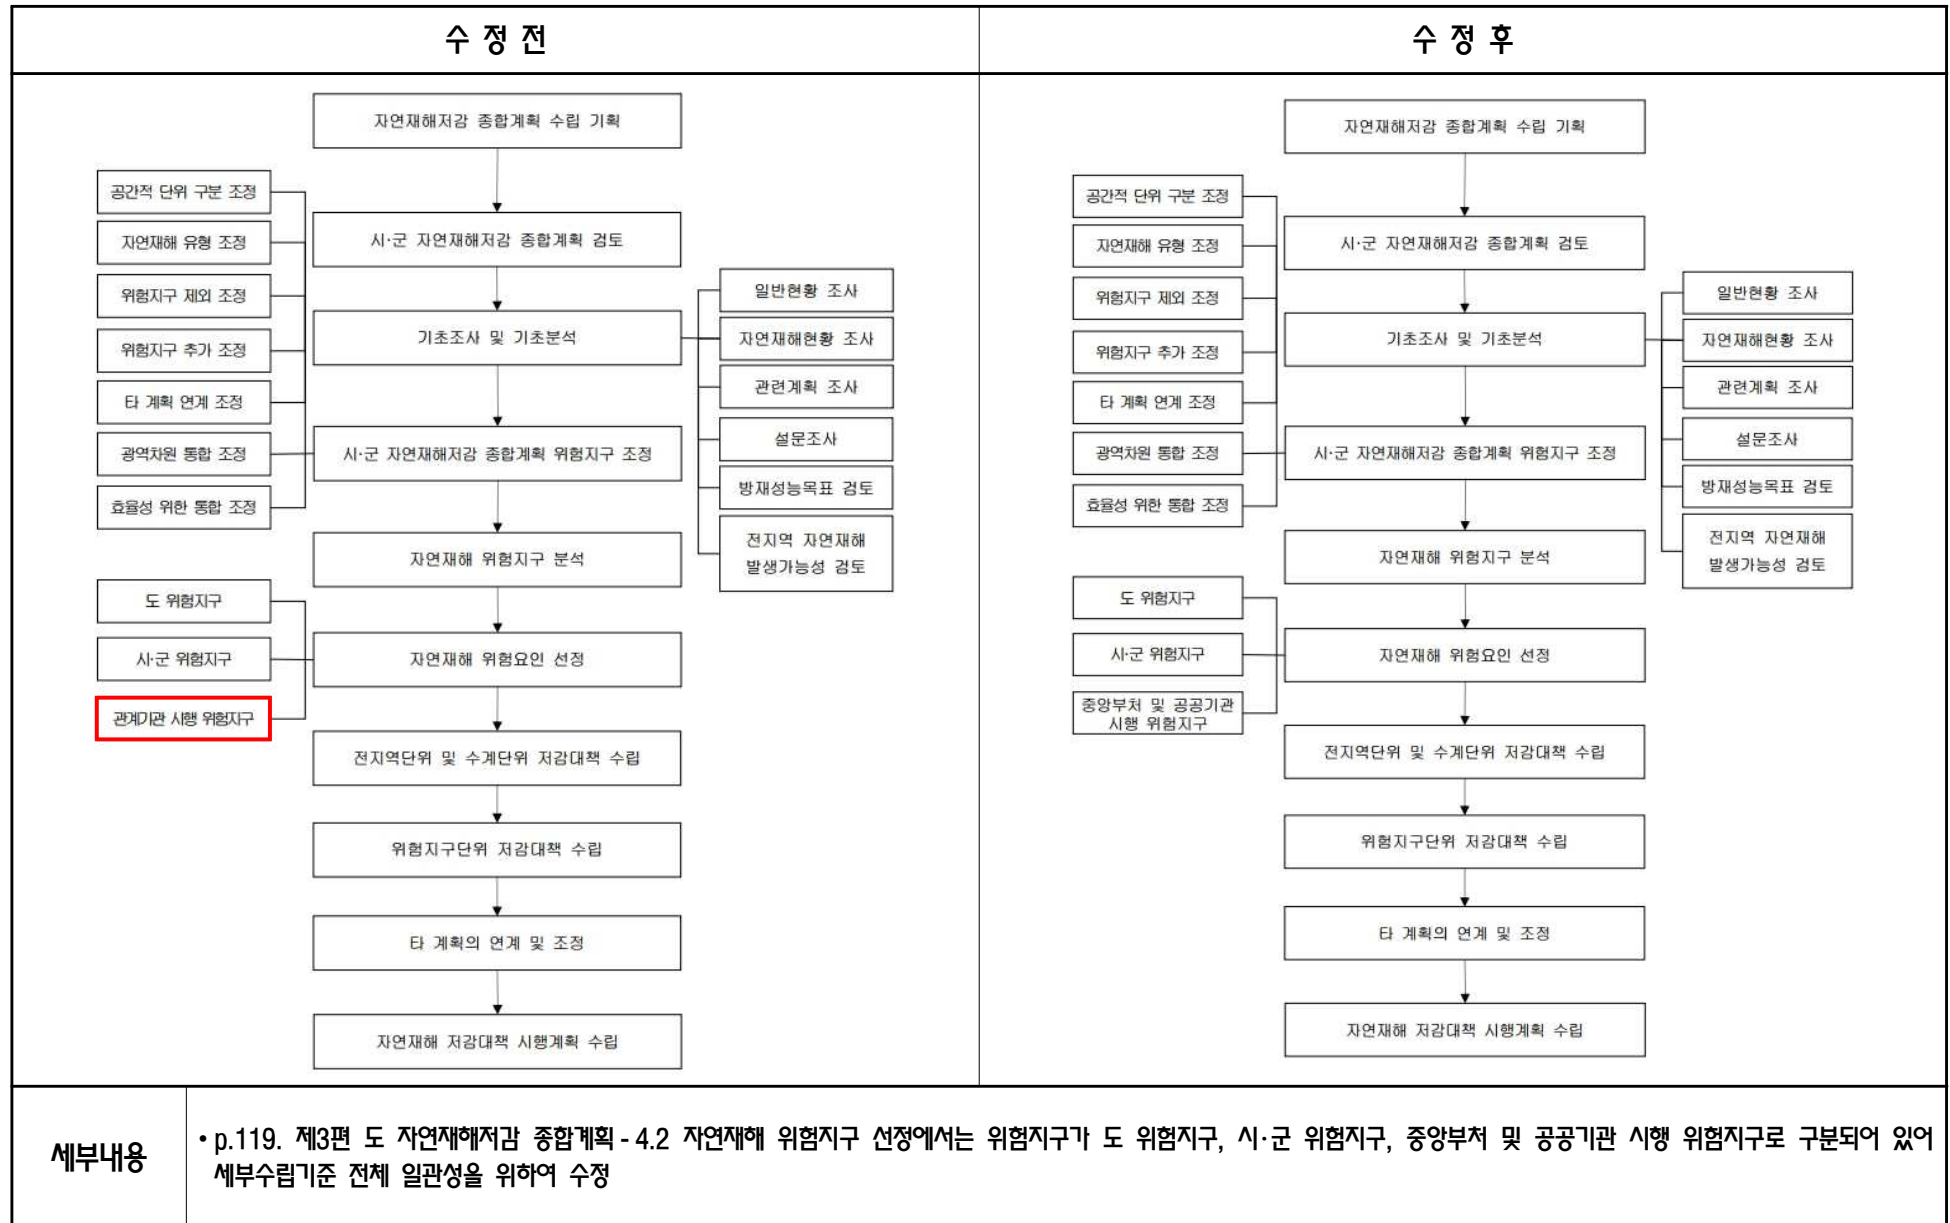 수 정 전
수 정 후
자연재해저감 종합계획 수립 기획
공간적 단위 구분 조정
자연재해 유형 조정
위험지구 제외 조정
위험지구 추가 조정
타 계획 연계 조정
광역차원 통합 조정
효율성 위한 통합 조정
시·군 자연재해저감 종합계획 검토
기초조사 및 기초분석
일반현황 조사
자연재해현황 조사
관련계획 조사
설문조사
방재성능목표 검토
전지역 자연재해
발생가능성 검토
시·군 자연재해저감 종합계획 위험지구 조정
자연재해 위험지구 분석
도 위험지구
시·군 위험지구
관계기관 시행 위험지구
자연재해 위험요인 선정
전지역단위 및 수계단위 저감대책 수립
위험지구단위 저감대책 수립
타 계획의 연계 및 조정
자연재해 저감대책 시행계획 수립
자연재해저감 종합계획 수립 기획
공간적 단위 구분 조정
자연재해 유형 조정
위험지구 제외 조정
위험지구 추가 조정
타 계획 연계 조정
광역차원 통합 조정
효율성 위한 통합 조정
시·군 자연재해저감 종합계획 검토
기초조사 및 기초분석
일반현황 조사
자연재해현황 조사
관련계획 조사
설문조사
방재성능목표 검토
전지역 자연재해
발생가능성 검토
시·군 자연재해저감 종합계획 위험지구 조정
자연재해 위험지구 분석
도 위험지구
시·군 위험지구
중앙부처 및 공공기관
시행 위험지구
자연재해 위험요인 선정
전지역단위 및 수계단위 저감대책 수립
위험지구단위 저감대책 수립
타 계획의 연계 및 조정
자연재해 저감대책 시행계획 수립
세부내용
• p.119. 제3편 도 자연재해저감 종합계획 - 4.2 자연재해 위험지구 선정에서는 위험지구가 도 위험지구, 시·군 위험지구, 중앙부처 및 공공기관 시행 위험지구로 구분되어 있어
세부수립기준 전체 일관성을 위하여 수정